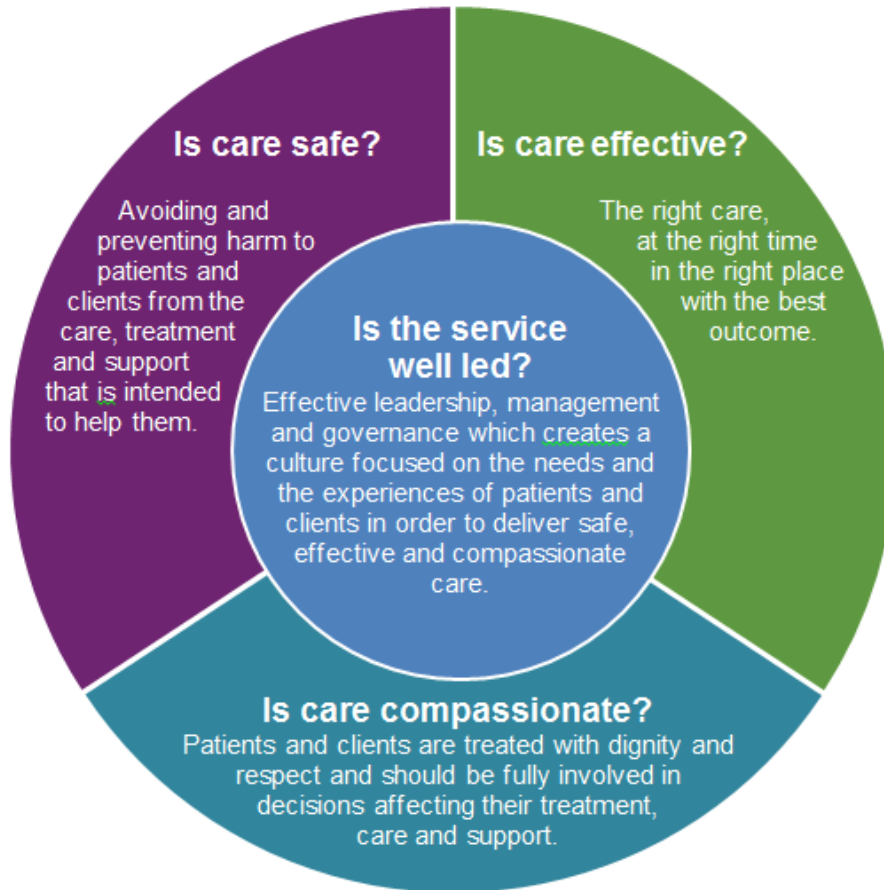 Is care safe?
Avoiding and
preventing harm to
patients and
clients from the
care, treatment
and support
that is intended
to help them.
Is care effective?
The right care,
at the right time
in the right place
with the best
outcome.
Is the service
well led?
Effective leadership, management
and governance which creates a
culture focused on the needs and
the experiences of patients and
clients in order to deliver safe,
effective and compassionate
care.
Is care compassionate?
Patients and clients are treated with dignity and
respect and should be fully involved in
decisions affecting their treatment,
care and support.